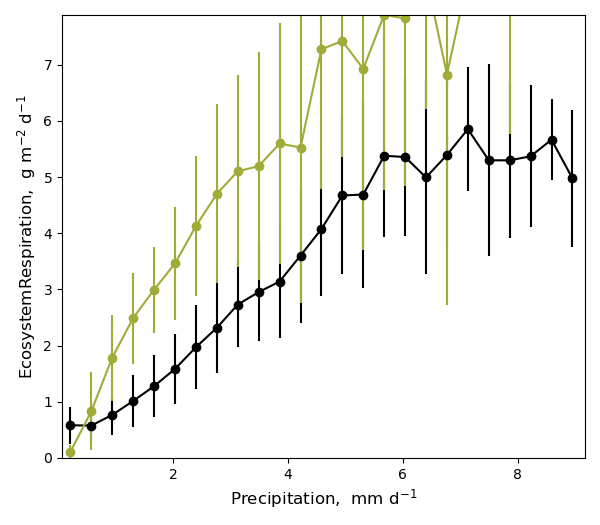 7
6
5
4
3
2
1
0
EcosystemRespiration, g m⁻² d⁻¹
2 4 6 8
Precipitation, mm d⁻¹